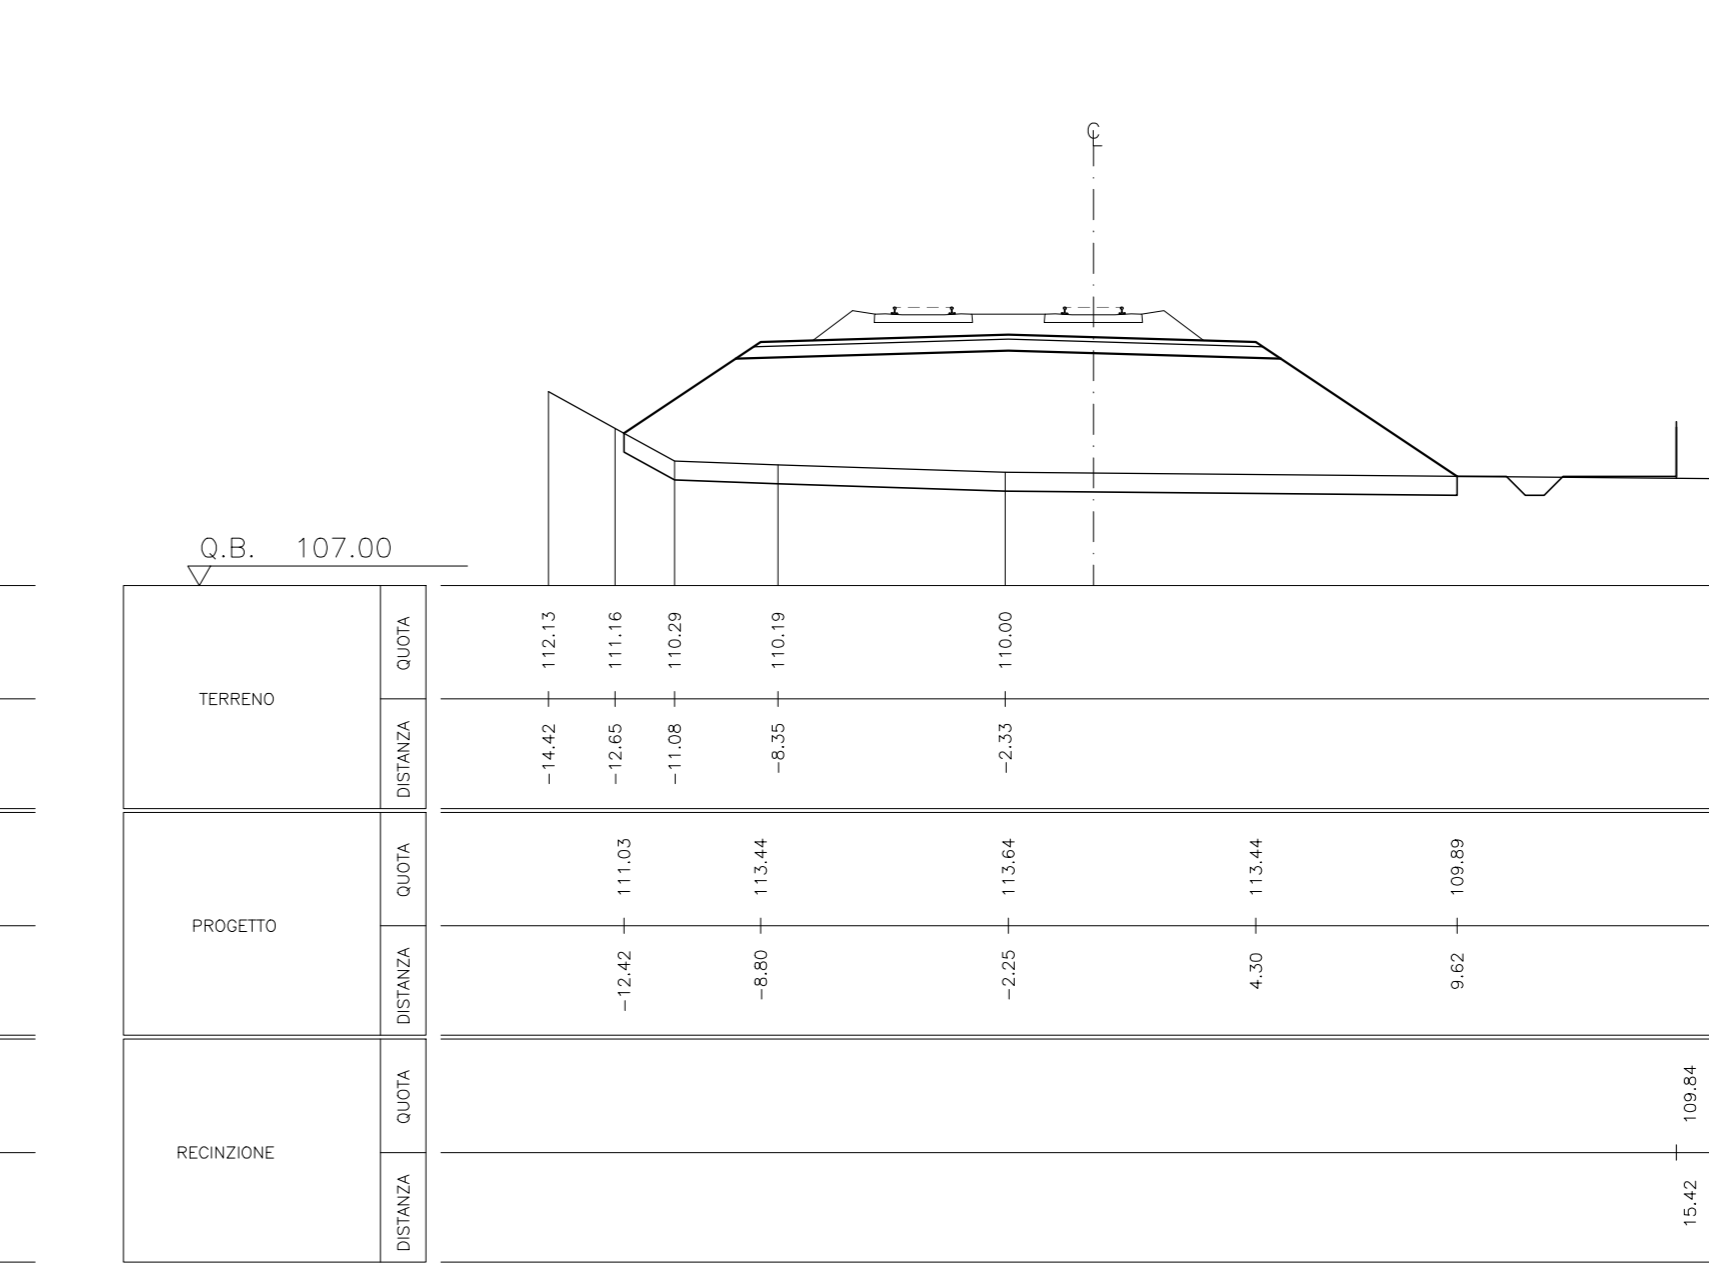 ℄
Q.B. 107.00
TERRENO
QUOTA
112.13
111.16
110.29
110.19
110.00
DISTANZA
-14.42
-12.65
-11.08
-8.35
-2.33
PROGETTO
QUOTA
111.03
113.44
113.64
113.44
109.89
DISTANZA
-12.42
-8.80
-2.25
4.30
9.62
RECINZIONE
QUOTA
109.84
DISTANZA
15.42